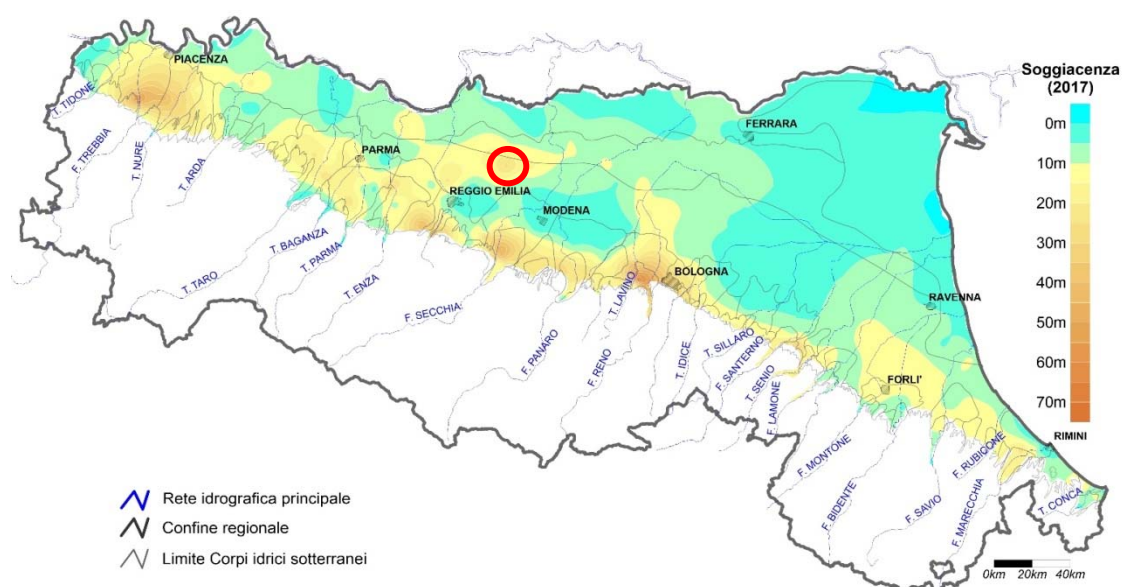 Soggiacenza
(2017)
0m
10m
20m
30m
40m
50m
60m
70m
PIACENZA
PARMA
REGGIO EMILIA
MODENA
BOLOGNA
FERRARA
RAVENNA
FORLI'
RIMINI
T. TIDONE
F. TREBBIA
T. NURE
T. ARDA
T. TARO
T. BAGANZA
T. PARMA
T. ENZA
F. SECCHIA
F. PANARO
F. RENO
T. LAVINO
T. IDICE
T. SILLARO
F. SANTERNO
T. SENIO
F. LAMONE
F. MONTONE
F. BIDENTE
F. SAVIO
F. RUBICONE
F. MARECCHIA
T. CONCA
Rete idrografica principale
Confine regionale
Limite Corpi idrici sotterranei
0km 20km 40km